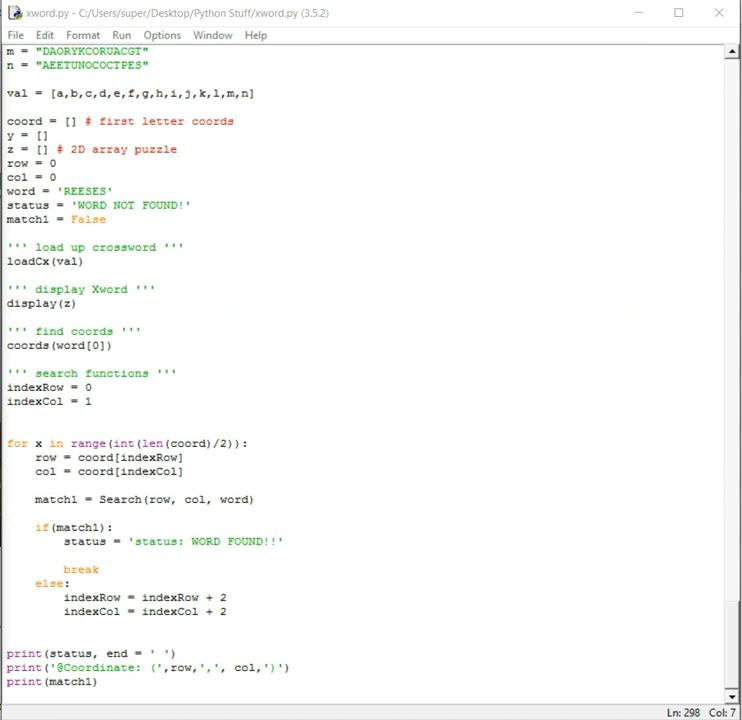 xword.py - C:/Users/super/Desktop/Python Stuff/xword.py (3.5.2)
File Edit Format Run Options Window Help
m = "DAORYKCORUACGT"
n = "AEETUNOCOCTPES"
val = [a,b,c,d,e,f,g,h,i,j,k,l,m,n]
coord = [] # first letter coords
y = []
z = [] # 2D array puzzle
row = 0
col = 0
word = 'REESES'
status = 'WORD NOT FOUND!'
match1 = False
''' load up crossword '''
loadCx(val)
''' display Xword '''
display(z)
''' find coords '''
coords(word[0])
''' search functions '''
indexRow = 0
indexCol = 1
for x in range(int(len(coord)/2)):
    row = coord[indexRow]
    col = coord[indexCol]
    match1 = Search(row, col, word)
    if(match1):
        status = 'status: WORD FOUND!!'
        break
    else:
        indexRow = indexRow + 2
        indexCol = indexCol + 2
print(status, end = ' ')
print('@Coordinate: (',row,',', col,')')
print(match1)
Ln: 298 Col: 7